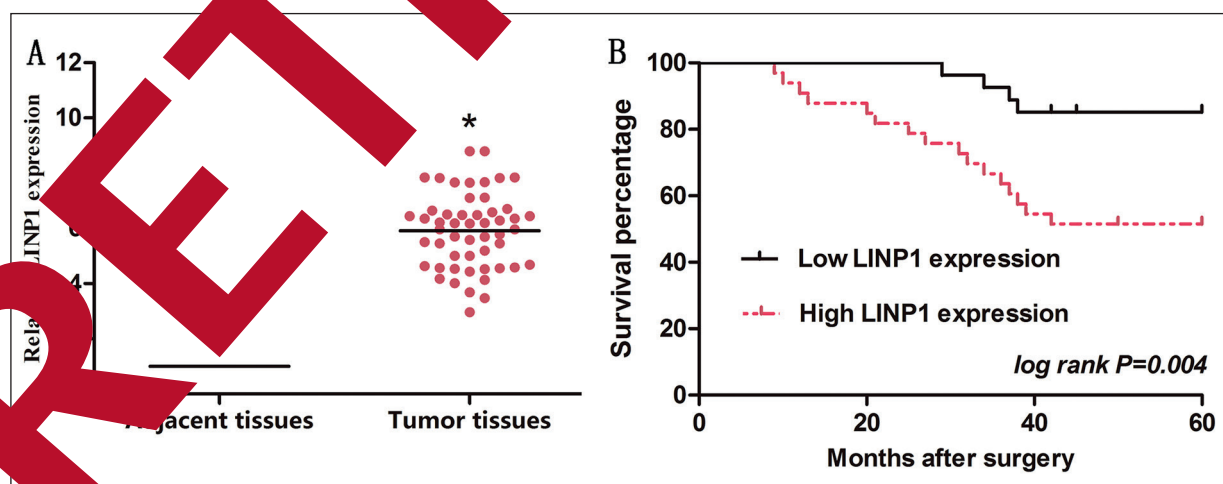 A
12
10
4
LINP1 expression
*
Adjacent tissues
Tumor tissues
RET
B
100
80
60
40
20
0
Survival percentage
Low LINP1 expression
High LINP1 expression
log rank P=0.004
0 20 40 60
Months after surgery